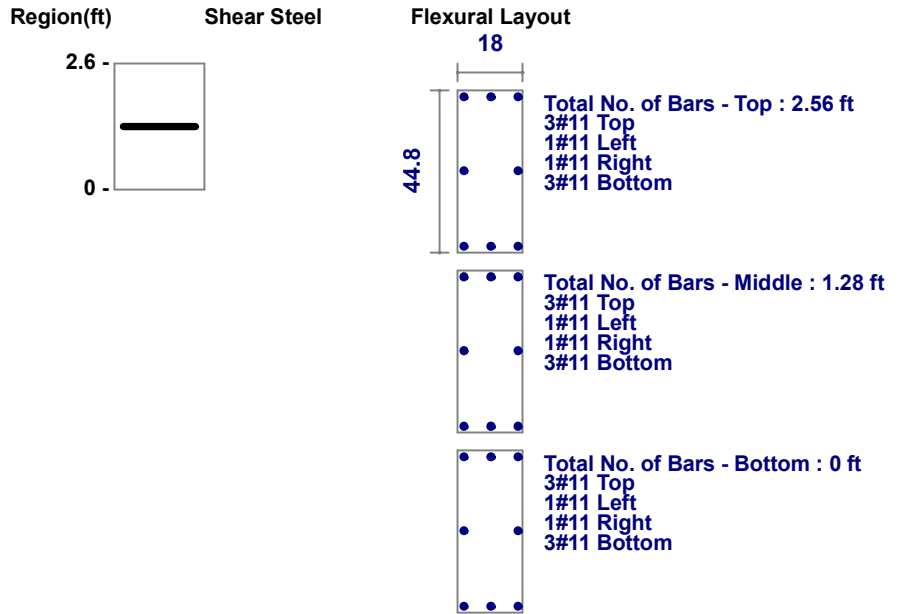 Region(ft) Shear Steel Flexural Layout
2.6 -
0 -
18
44.8
Total No. of Bars - Top : 2.56 ft
3#11 Top
1#11 Left
1#11 Right
3#11 Bottom
Total No. of Bars - Middle : 1.28 ft
3#11 Top
1#11 Left
1#11 Right
3#11 Bottom
Total No. of Bars - Bottom : 0 ft
3#11 Top
1#11 Left
1#11 Right
3#11 Bottom